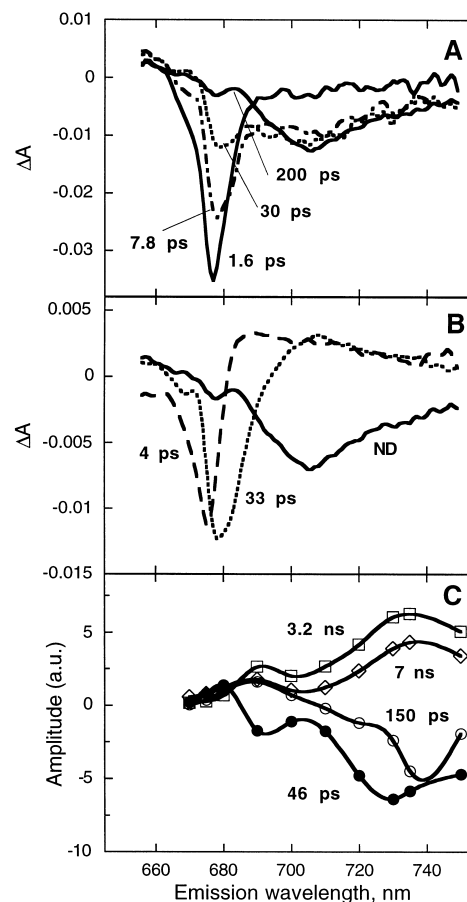 0.01
A
0
-0.01
ΔA
200 ps
-0.02
30 ps
7.8 ps
1.6 ps
-0.03
0.005
B
0
ΔA
-0.005
4 ps
ND
33 ps
-0.01
-0.015
C
5
3.2 ns
7 ns
Amplitude (a.u.)
0
150 ps
-5
46 ps
-10
660 680 700 720 740
Emission wavelength, nm